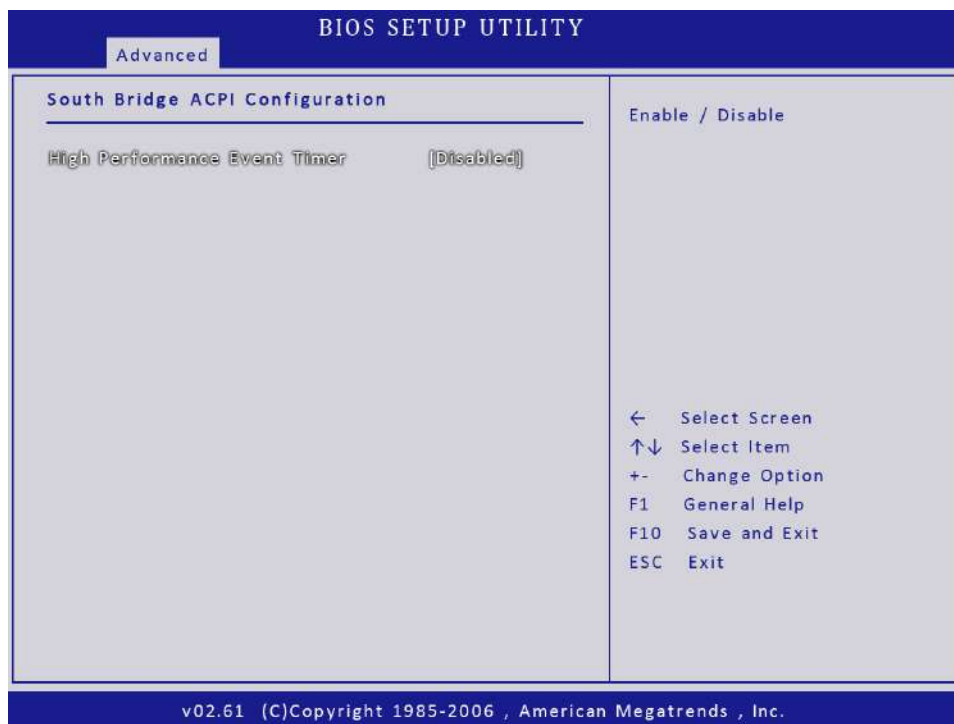 BIOS SETUP UTILITY
Advanced
South Bridge ACPI Configuration
High Performance Event Timer [Disabled]
Enable / Disable
← Select Screen
↑↓ Select Item
+- Change Option
F1 General Help
F10 Save and Exit
ESC Exit
v02.61 (C)Copyright 1985-2006 , American Megatrends , Inc.